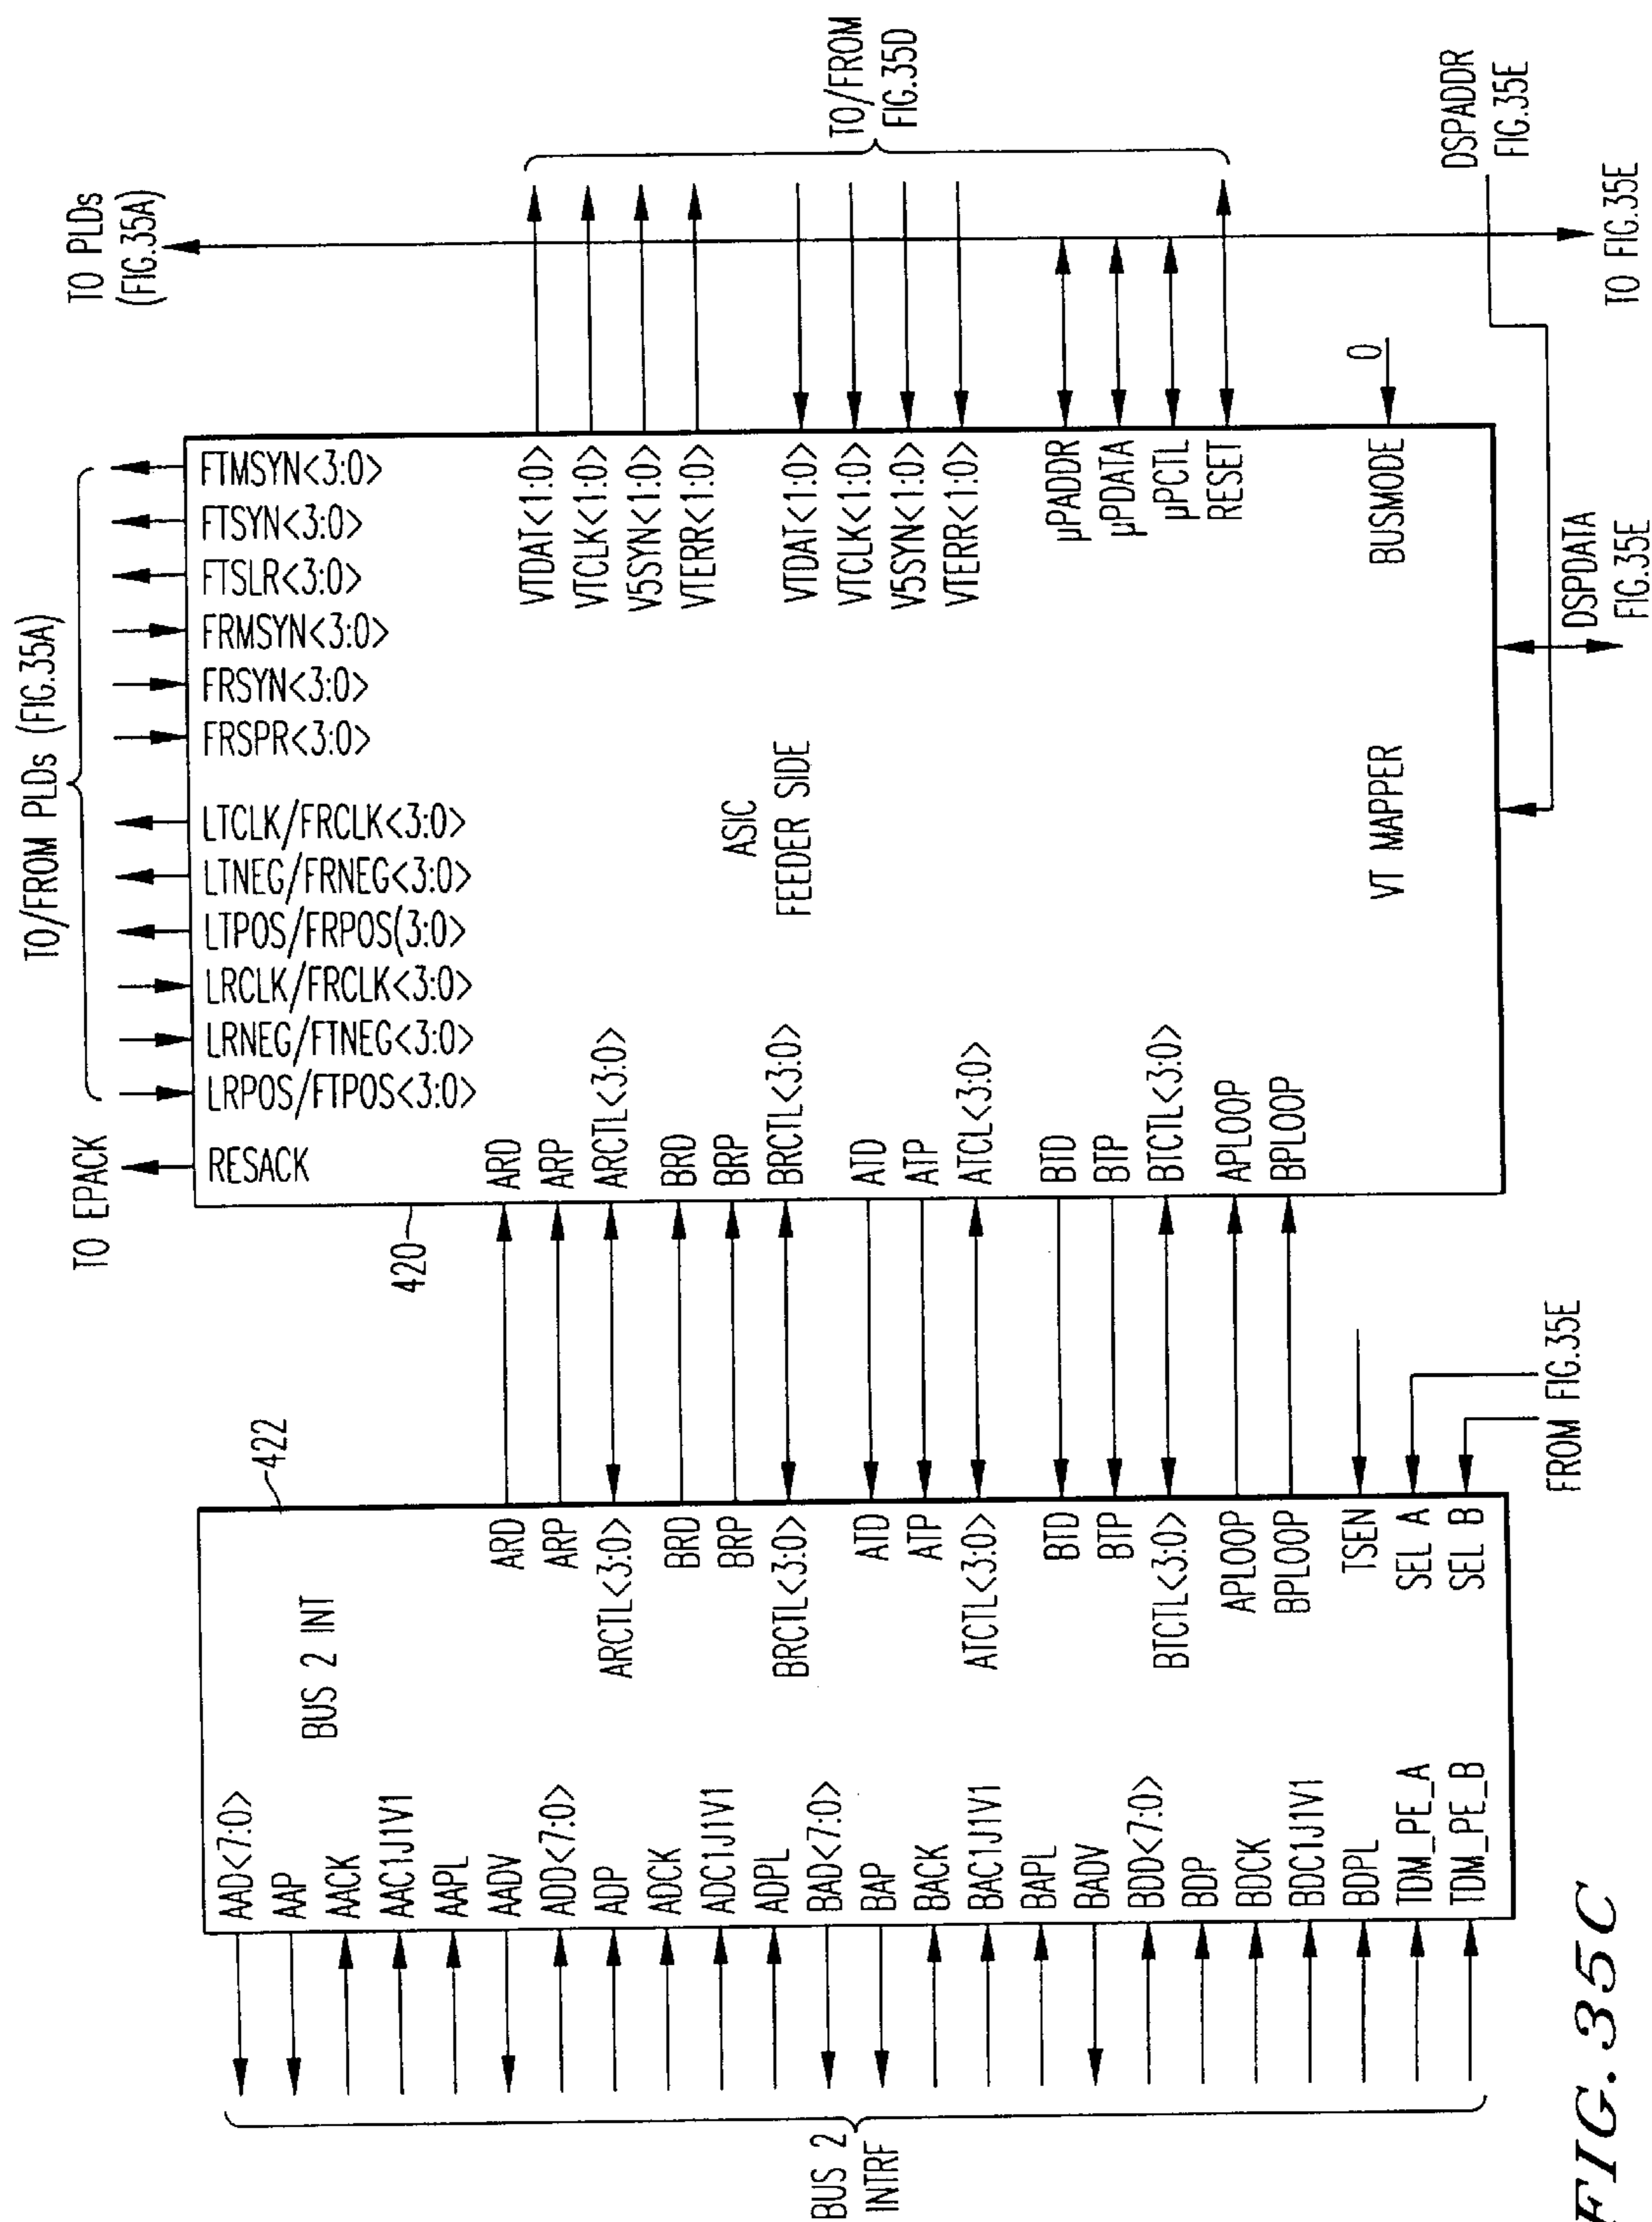 TO/FROM PLDs (FIG.35A)
TO PLDs
(FIG.35A)
TO EPACK
RESACK
LRPOS/FTPOS<3:0>
LRNEG/FTNEG<3:0>
LRCLK/FRCLK<3:0>
LTPOS/FRPOS(3:0>
LTNEG/FRNEG<3:0>
LTCLK/FRCLK<3:0>
FRSPR<3:0>
FRSYN<3:0>
FRMSYN<3:0>
FTSLR<3:0>
FTSYN<3:0>
FTMSYN<3:0>
420
ARD
ARP
ARCTL<3:0>
BRD
BRP
BRCTL<3:0>
ATD
ATP
ATCL<3:0>
BTD
BTP
BTCTL<3:0>
APLOOP
BPLOOP
ASIC
FEEDER SIDE
VT MAPPER
VTDAT<1:0>
VTCLK<1:0>
V5SYN<1:0>
VTERR<1:0>
VTDAT<1:0>
VTCLK<1:0>
V5SYN<1:0>
VTERR<1:0>
µPADDR
µPDATA
µPCTL
RESET
BUSMODE
0
TO/FROM
FIG.35D
DSPADDR
FIG.35E
TO FIG.35E
DSPDATA
FIG.35E
422
BUS 2 INT
AAD<7:0>
AAP
AACK
AAC1J1V1
AAPL
AADV
ADD<7:0>
ADP
ADCK
ADC1J1V1
ADPL
BAD<7:0>
BAP
BACK
BAC1J1V1
BAPL
BADV
BDD<7:0>
BDP
BDCK
BDC1J1V1
BDPL
TDM_PE_A
TDM_PE_B
ARD
ARP
ARCTL<3:0>
BRD
BRP
BRCTL<3:0>
ATD
ATP
ATCTL<3:0>
BTD
BTP
BTCTL<3:0>
APLOOP
BPLOOP
TSEN
SEL A
SEL B
FROM FIG.35E
BUS 2
INTRF
FIG. 35C